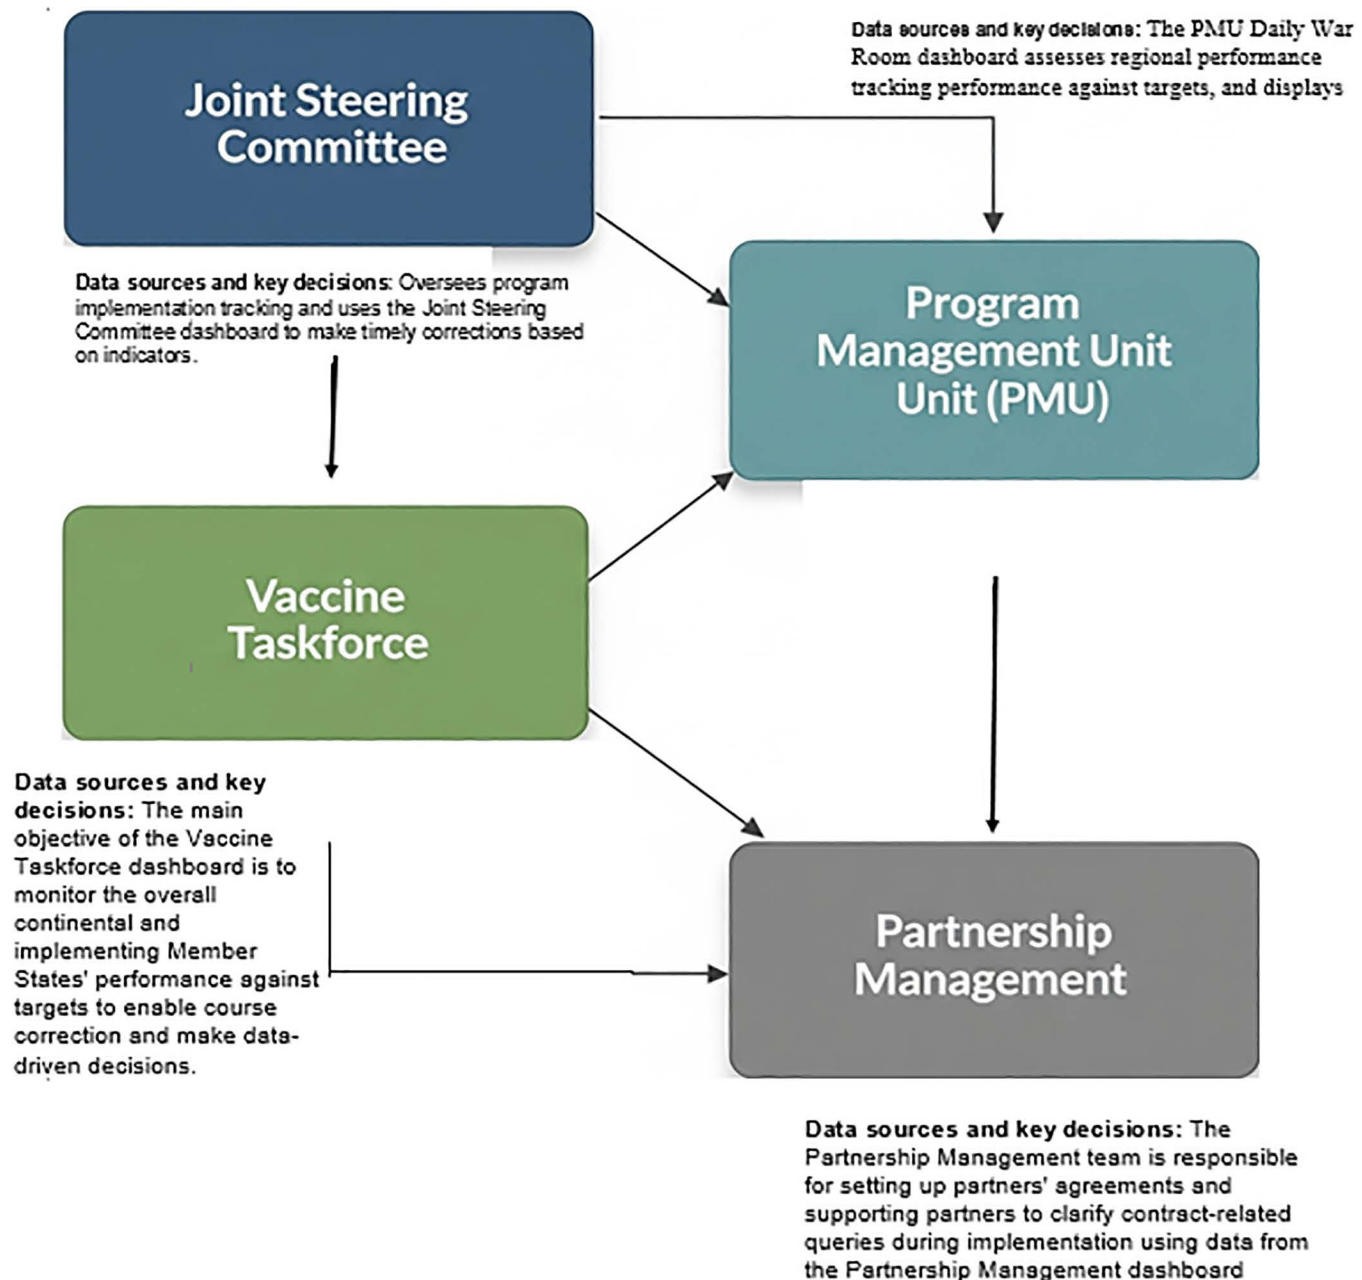 Joint Steering
Committee
Data sources and key decisions: The PMU Daily War
Room dashboard assesses regional performance
tracking performance against targets, and displays
Data sources and key decisions: Oversees program
implementation tracking and uses the Joint Steering
Committee dashboard to make timely corrections based
on indicators.
Program
Management Unit
Unit (PMU)
Vaccine
Taskforce
Data sources and key
decisions: The main
objective of the Vaccine
Taskforce dashboard is to
monitor the overall
continental and
implementing Member
States' performance against
targets to enable course
correction and make data-
driven decisions.
Partnership
Management
Data sources and key decisions: The
Partnership Management team is responsible
for setting up partners' agreements and
supporting partners to clarify contract-related
queries during implementation using data from
the Partnership Management dashboard